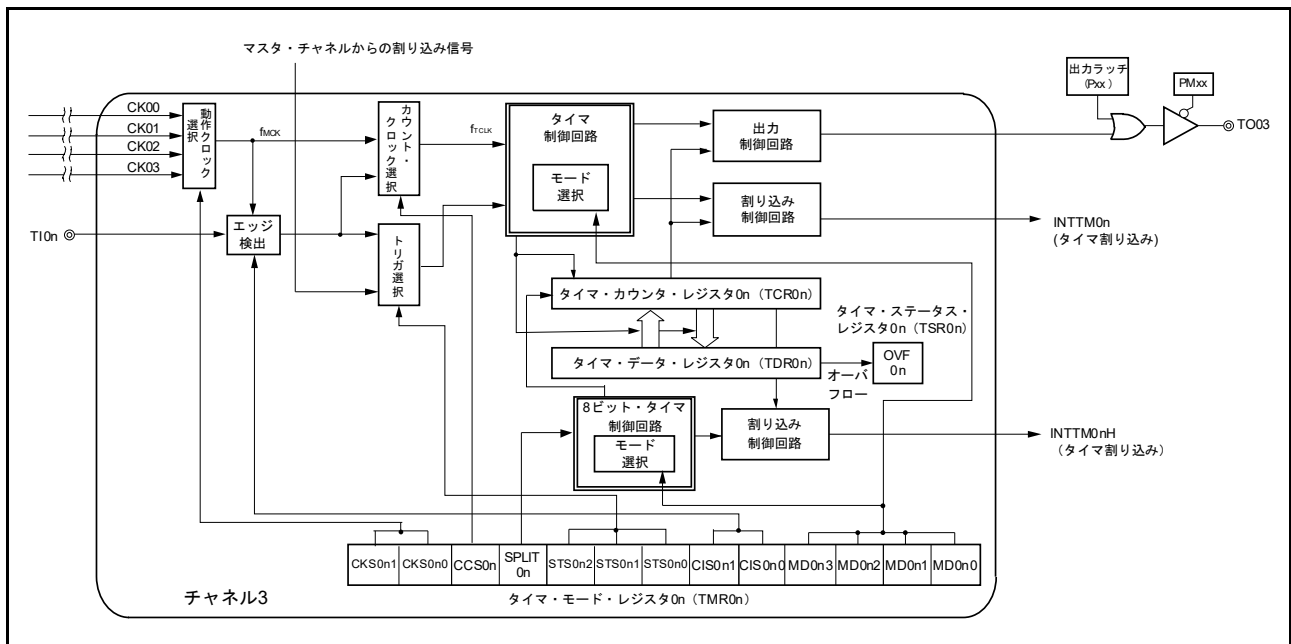 マスタ・チャネルからの割り込み信号
CK00
CK01
CK02
CK03
動作クロック
選択
fMCK
カウント・
クロック選択
fTCLK
タイマ
制御回路
モード
選択
出力
制御回路
出力ラッチ
(Pxx)
PMxx
TO03
割り込み
制御回路
INTTM0n
(タイマ割り込み)
TI0n
エッジ
検出
トリガ選択
タイマ・カウンタ・レジスタ0n (TCR0n)
タイマ・ステータス・
レジスタ0n (TSR0n)
タイマ・データ・レジスタ0n (TDR0n)
オーバ
フロー
OVF
0n
8ビット・タイマ
制御回路
モード
選択
割り込み
制御回路
INTTM0nH
(タイマ割り込み)
CKS0n1 CKS0n0 CCS0n SPLIT
0n STS0n2 STS0n1 STS0n0 CIS0n1 CIS0n0 MD0n3 MD0n2 MD0n1 MD0n0
チャネル3
タイマ・モード・レジスタ0n (TMR0n)